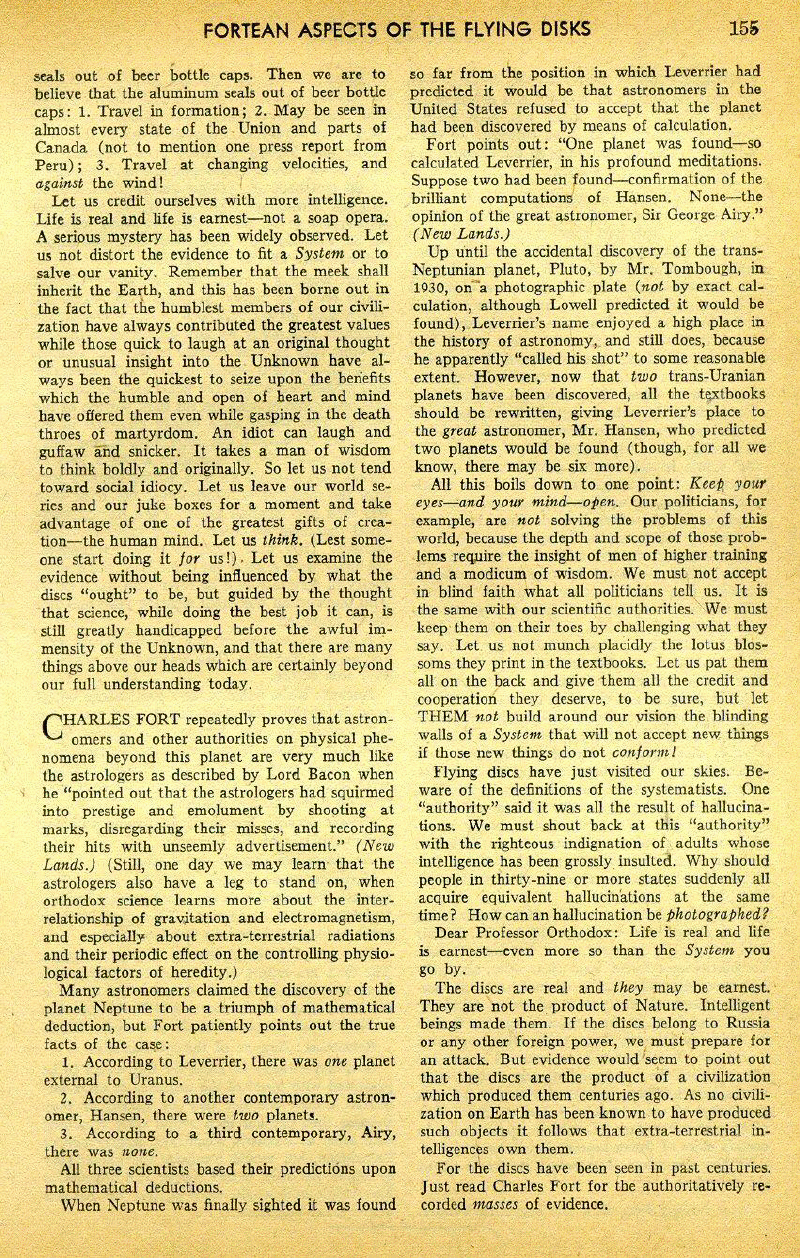 FORTEAN ASPECTS OF THE FLYING DISKS 155
seals out of beer bottle caps. Then we are to
believe that the aluminum seals out of beer bottle
caps: 1. Travel in formation; 2. May be seen in
almost every state of the Union and parts of
Canada (not to mention one press report from
Peru); 3. Travel at changing velocities, and
against the wind!
Let us credit ourselves with more intelligence.
Life is real and life is earnest—not a soap opera.
A serious mystery has been widely observed. Let
us not distort the evidence to fit a System or to
salve our vanity. Remember that the meek shall
inherit the Earth, and this has been borne out in
the fact that the humblest members of our civili-
zation have always contributed the greatest values
while those quick to laugh at an original thought
or unusual insight into the Unknown have al-
ways been the quickest to seize upon the benefits
which the humble and open of heart and mind
have offered them even while gasping in the death
throes of martyrdom. An idiot can laugh and
guffaw and snicker. It takes a man of wisdom
to think boldly and originally. So let us not tend
toward social idiocy. Let us leave our world se-
ries and our juke boxes for a moment and take
advantage of one of the greatest gifts of crea-
tion—the human mind. Let us think. (Lest some-
one start doing it for us!). Let us examine the
evidence without being influenced by what the
discs "ought" to be, but guided by the thought
that science, while doing the best job it can, is
still greatly handicapped before the awful im-
mensity of the Unknown, and that there are many
things above our heads which are certainly beyond
our full understanding today.
CHARLES FORT repeatedly proves that astron-
omers and other authorities on physical phe-
nomena beyond this planet are very much like
the astrologers as described by Lord Bacon when
he "pointed out that the astrologers had squirmed
into prestige and emolument by shooting at
marks, disregarding their misses, and recording
their hits with unseemly advertisement." (New
Lands.) (Still, one day we may learn that the
astrologers also have a leg to stand on, when
orthodox science learns more about the inter-
relationship of gravitation and electromagnetism,
and especially about extra-terrestrial radiations
and their periodic effect on the controlling physio-
logical factors of heredity.)
Many astronomers claimed the discovery of the
planet Neptune to be a triumph of mathematical
deduction, but Fort patiently points out the true
facts of the case:
1. According to Leverrier, there was one planet
external to Uranus.
2. According to another contemporary astron-
omer, Hansen, there were two planets.
3. According to a third contemporary, Airy,
there was none.
All three scientists based their predictions upon
mathematical deductions.
When Neptune was finally sighted it was found
so far from the position in which Leverrier had
predicted it would be that astronomers in the
United States refused to accept that the planet
had been discovered by means of calculation.
Fort points out: "One planet was found—so
calculated Leverrier, in his profound meditations.
Suppose two had been found—confirmation of the
brilliant computations of Hansen. None—the
opinion of the great astronomer, Sir George Airy."
(New Lands.)
Up until the accidental discovery of the trans-
Neptunian planet, Pluto, by Mr. Tombough, in
1930, on a photographic plate (not by exact cal-
culation, although Lowell predicted it would be
found), Leverrier's name enjoyed a high place in
the history of astronomy, and still does, because
he apparently "called his shot" to some reasonable
extent. However, now that two trans-Uranian
planets have been discovered, all the textbooks
should be rewritten, giving Leverrier's place to
the great astronomer, Mr. Hansen, who predicted
two planets would be found (though, for all we
know, there may be six more).
All this boils down to one point: Keep your
eyes—and your mind—open. Our politicians, for
example, are not solving the problems of this
world, because the depth and scope of those prob-
lems require the insight of men of higher training
and a modicum of wisdom. We must not accept
in blind faith what all politicians tell us. It is
the same with our scientific authorities. We must
keep them on their toes by challenging what they
say. Let us not munch placidly the lotus blos-
soms they print in the textbooks. Let us pat them
all on the back and give them all the credit and
cooperation they deserve, to be sure, but let
THEM not build around our vision the blinding
walls of a System that will not accept new things
if those new things do not conform!
Flying discs have just visited our skies. Be-
ware of the definitions of the systematists. One
"authority" said it was all the result of hallucina-
tions. We must shout back at this "authority"
with the righteous indignation of adults whose
intelligence has been grossly insulted. Why should
people in thirty-nine or more states suddenly all
acquire equivalent hallucinations at the same
time? How can an hallucination be photographed?
Dear Professor Orthodox: Life is real and life
is earnest—even more so than the System you
go by.
The discs are real and they may be earnest.
They are not the product of Nature. Intelligent
beings made them. If the discs belong to Russia
or any other foreign power, we must prepare for
an attack. But evidence would seem to point out
that the discs are the product of a civilization
which produced them centuries ago. As no civili-
zation on Earth has been known to have produced
such objects it follows that extra-terrestrial in-
telligences own them.
For the discs have been seen in past centuries.
Just read Charles Fort for the authoritatively re-
corded masses of evidence.